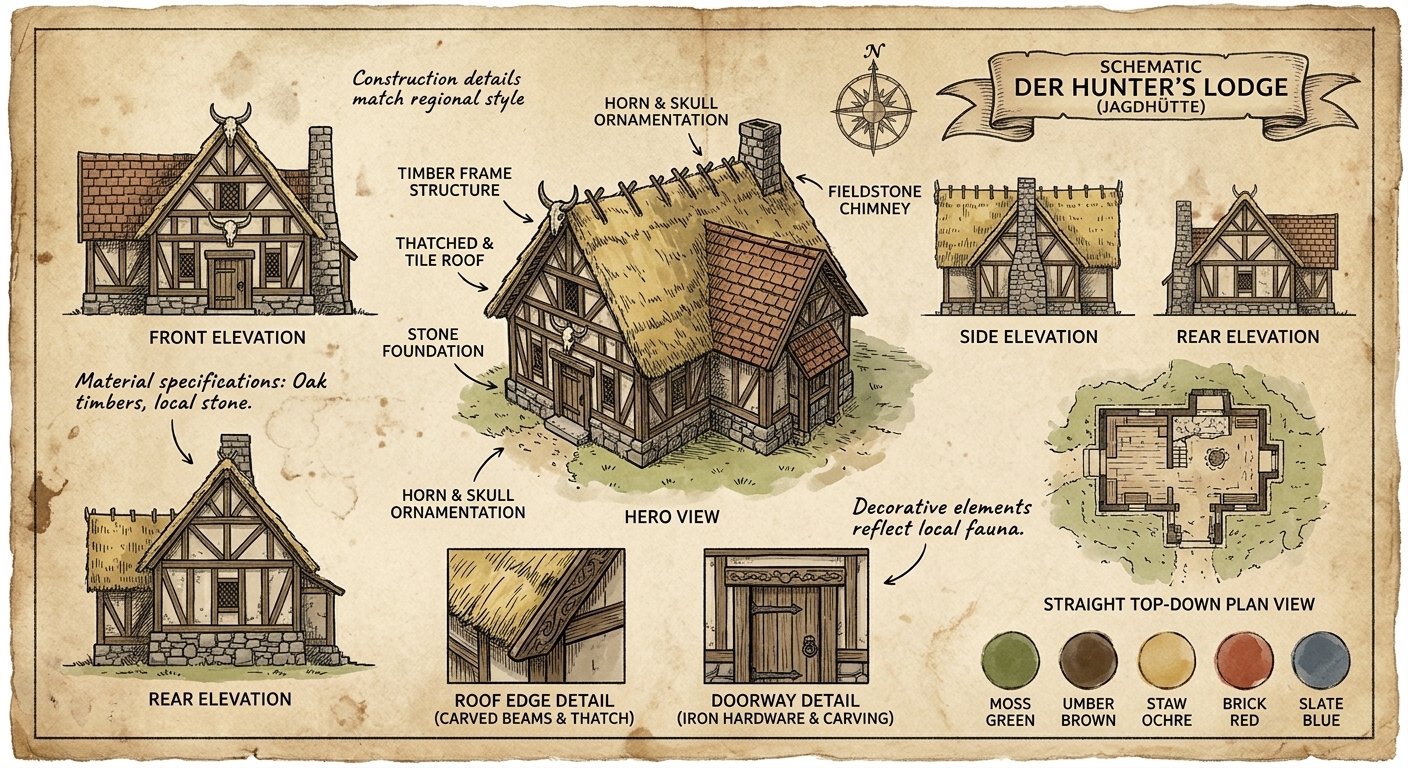 Construction details
match regional style
N
SCHEMATIC
DER HUNTER'S LODGE
(JAGDHÜTTE)
HORN & SKULL
ORNAMENTATION
TIMBER FRAME
STRUCTURE
FIELDSTONE
CHIMNEY
THATCHED &
TILE ROOF
STONE
FOUNDATION
FRONT ELEVATION
SIDE ELEVATION
REAR ELEVATION
Material specifications: Oak
timbers, local stone.
HORN & SKULL
ORNAMENTATION
HERO VIEW
Decorative elements
reflect local fauna.
STRAIGHT TOP-DOWN PLAN VIEW
REAR ELEVATION
ROOF EDGE DETAIL
(CARVED BEAMS & THATCH)
DOORWAY DETAIL
(IRON HARDWARE & CARVING)
MOSS
GREEN
UMBER
BROWN
STAW
OCHRE
BRICK
RED
SLATE
BLUE